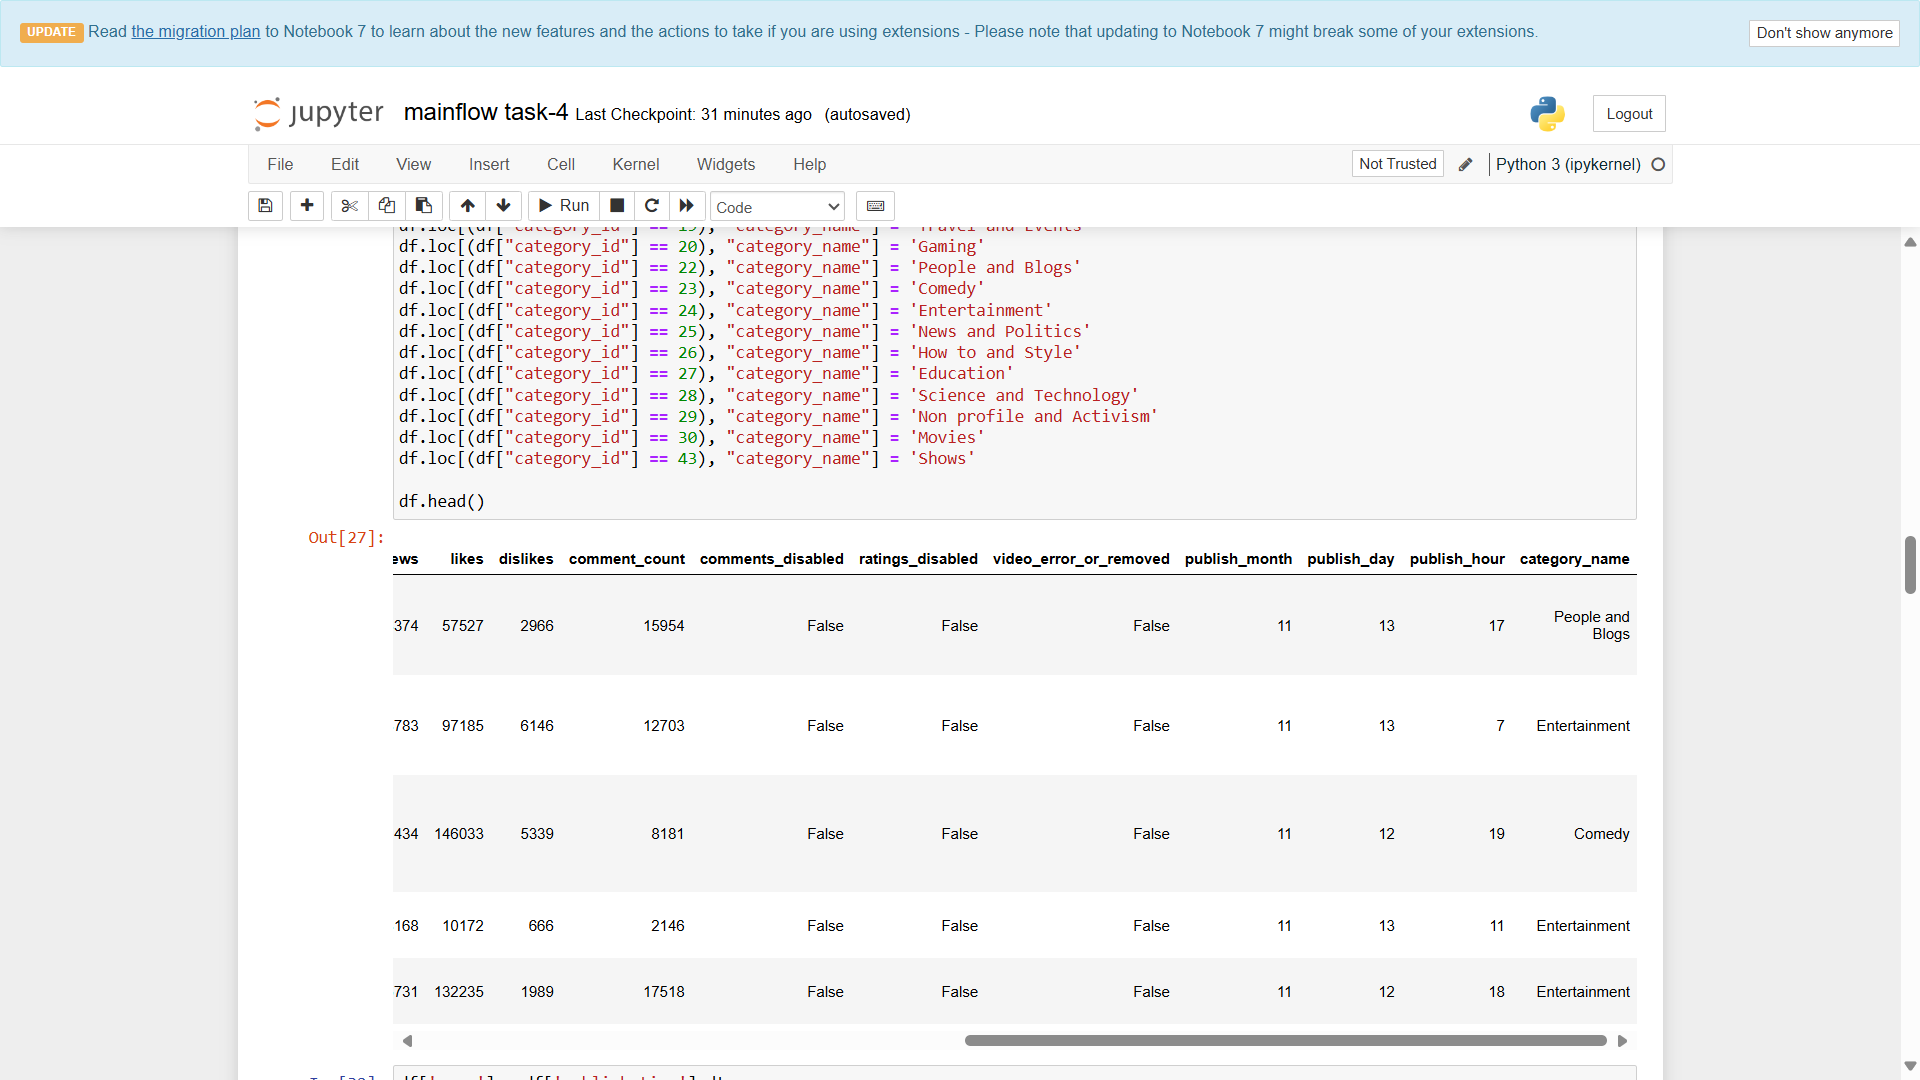 UPDATE Read the migration plan to Notebook 7 to learn about the new features and the actions to take if you are using extensions - Please note that updating to Notebook 7 might break some of your extensions.
Don't show anymore
jupyter mainflow task-4 Last Checkpoint: 31 minutes ago (autosaved)
Logout
File Edit View Insert Cell Kernel Widgets Help
Not Trusted Python 3 (ipykernel)
Run Code
df.loc[(df["category_id"] == 19), "category_name"] = 'Travel and Events'
df.loc[(df["category_id"] == 20), "category_name"] = 'Gaming'
df.loc[(df["category_id"] == 22), "category_name"] = 'People and Blogs'
df.loc[(df["category_id"] == 23), "category_name"] = 'Comedy'
df.loc[(df["category_id"] == 24), "category_name"] = 'Entertainment'
df.loc[(df["category_id"] == 25), "category_name"] = 'News and Politics'
df.loc[(df["category_id"] == 26), "category_name"] = 'How to and Style'
df.loc[(df["category_id"] == 27), "category_name"] = 'Education'
df.loc[(df["category_id"] == 28), "category_name"] = 'Science and Technology'
df.loc[(df["category_id"] == 29), "category_name"] = 'Non profile and Activism'
df.loc[(df["category_id"] == 30), "category_name"] = 'Movies'
df.loc[(df["category_id"] == 43), "category_name"] = 'Shows'
df.head()
Out[27]:
ews likes dislikes comment_count comments_disabled ratings_disabled video_error_or_removed publish_month publish_day publish_hour category_name
374 57527 2966 15954 False False False 11 13 17 People and Blogs
783 97185 6146 12703 False False False 11 13 7 Entertainment
434 146033 5339 8181 False False False 11 12 19 Comedy
168 10172 666 2146 False False False 11 13 11 Entertainment
731 132235 1989 17518 False False False 11 12 18 Entertainment